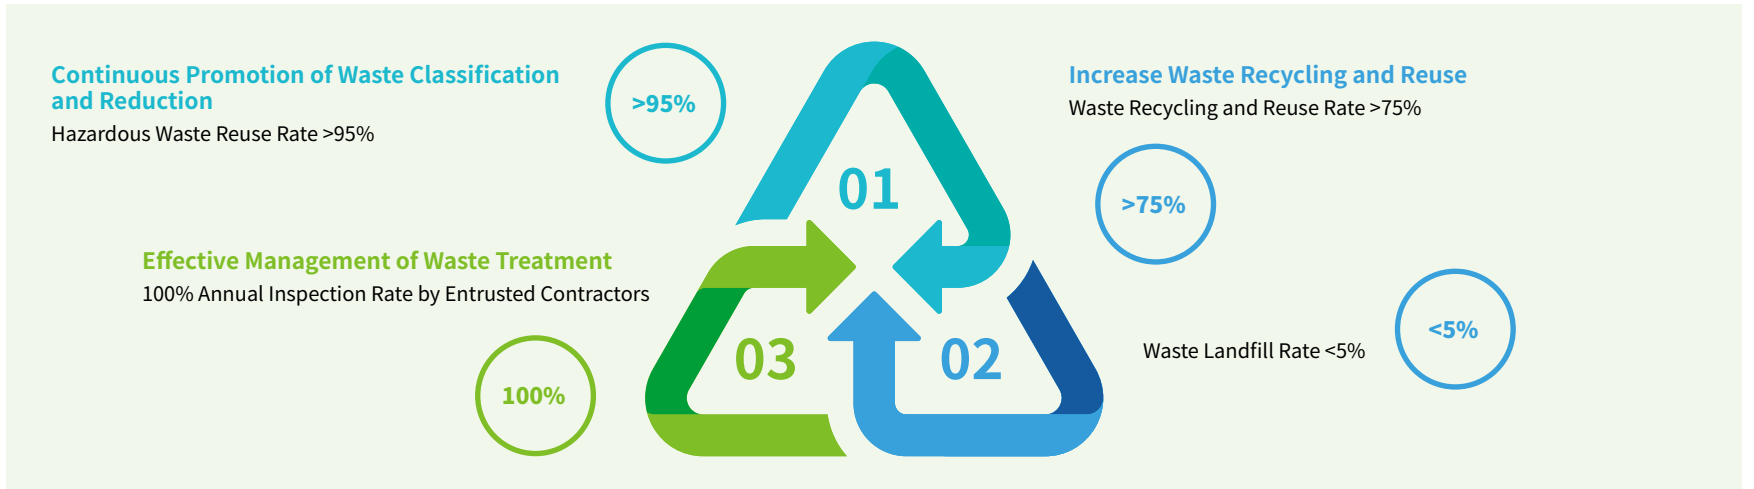 Continuous Promotion of Waste Classification
and Reduction
Hazardous Waste Reuse Rate >95%
>95%
01
Increase Waste Recycling and Reuse
Waste Recycling and Reuse Rate >75%
>75%
Waste Landfill Rate <5%
<5%
02
Effective Management of Waste Treatment
100% Annual Inspection Rate by Entrusted Contractors
100%
03